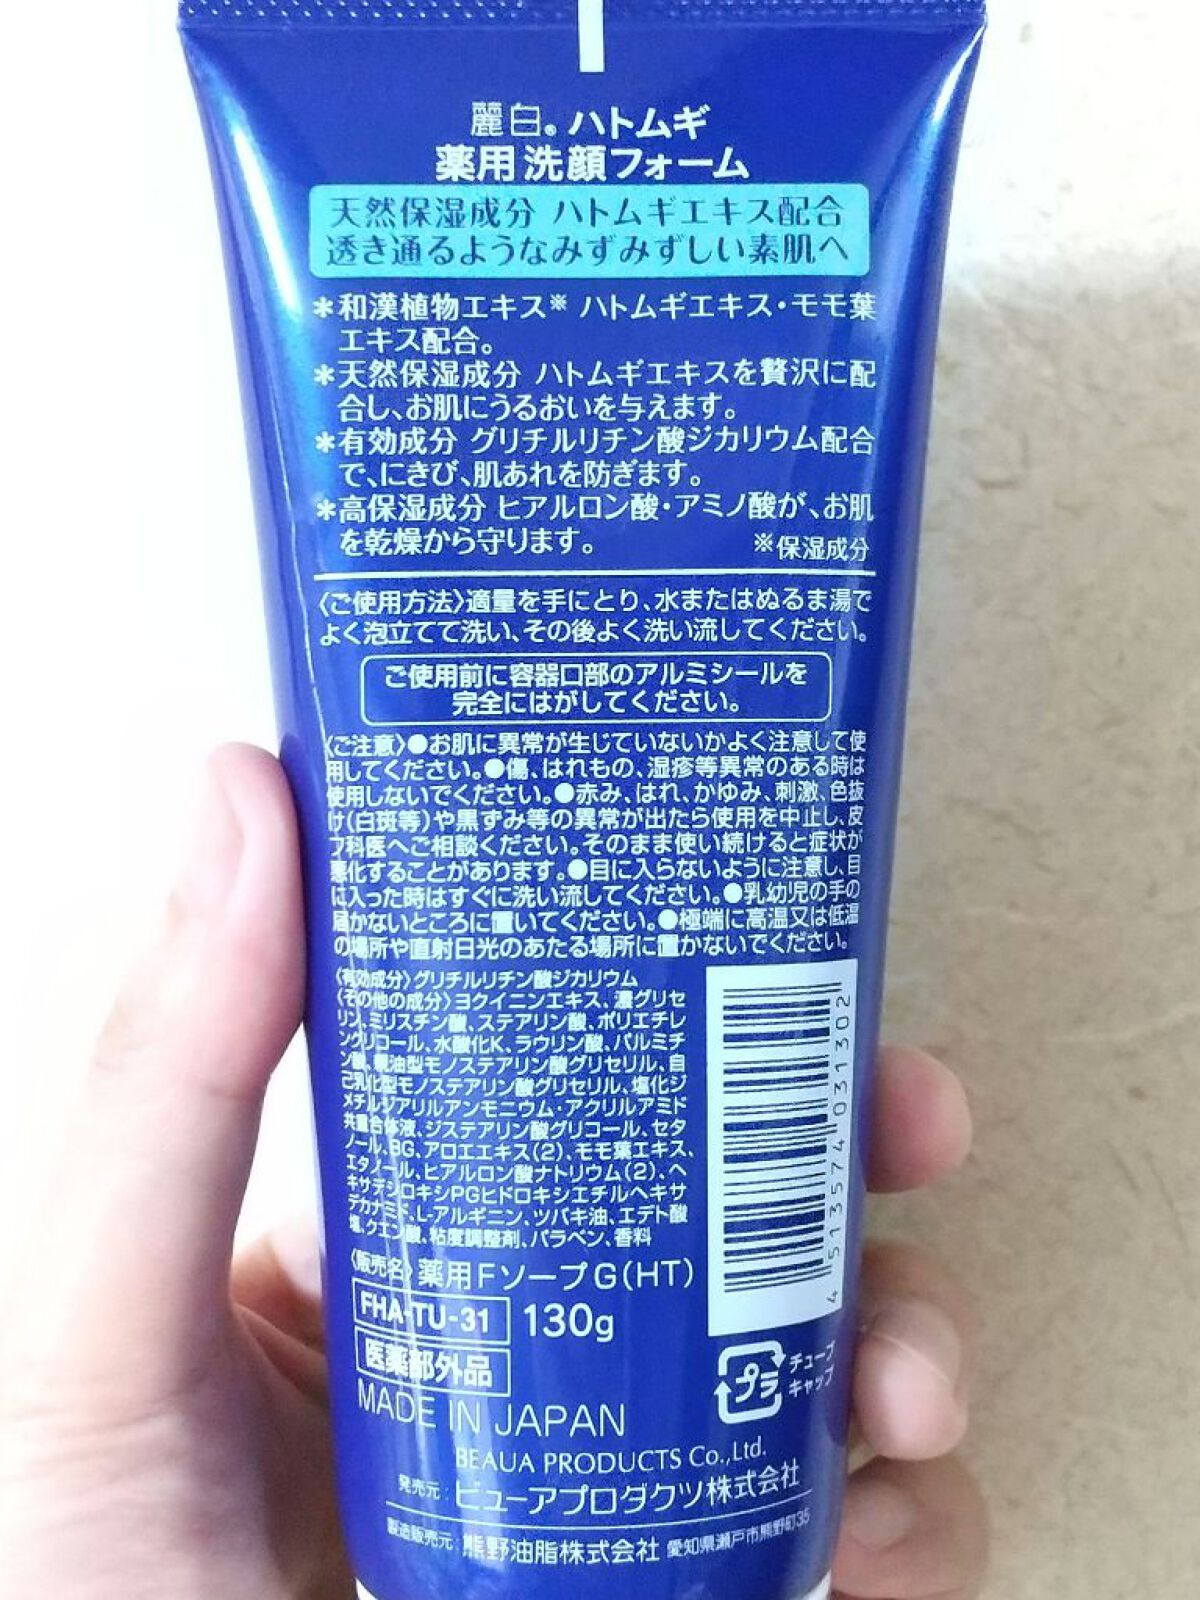 麗白® ハトムギ
薬用 洗顔フォーム
天然保湿成分 ハトムギエキス配合
透き通るようなみずみずしい素肌へ
*和漢植物エキス※ ハトムギエキス・モモ葉
エキス配合。
*天然保湿成分 ハトムギエキスを贅沢に配
合し、お肌にうるおいを与えます。
*有効成分 グリチルリチン酸ジカリウム配合
で、にきび、肌あれを防ぎます。
*高保湿成分 ヒアルロン酸・アミノ酸が、お肌
を乾燥から守ります。 ※保湿成分
〈ご使用方法〉適量を手にとり、水またはぬるま湯で
よく泡立てて洗い、その後よく洗い流してください。
ご使用前に容器口部のアルミシールを
完全にはがしてください。
〈ご注意〉●お肌に異常が生じていないかよく注意して使
用してください。●傷、はれもの、湿疹等異常のある時は
使用しないでください。●赤み、はれ、かゆみ、刺激、色抜
け(白斑等)や黒ずみ等の異常が出たら使用を中止し、皮
フ科医へご相談ください。そのまま使い続けると症状が
悪化することがあります。●目に入らないように注意し、目
に入った時はすぐに洗い流してください。●乳幼児の手の
届かないところに置いてください。●極端に高温又は低温
の場所や直射日光のあたる場所に置かないでください。
〈有効成分〉グリチルリチン酸ジカリウム
〈その他の成分〉ヨクイニンエキス、濃グリセ
リン、ミリスチン酸、ステアリン酸、ポリエチレ
ングリコール、水酸化K、ラウリン酸、パルミチ
ン酸、親油型モノステアリン酸グリセリル、自
己乳化型モノステアリン酸グリセリル、塩化ジ
メチルジアリルアンモニウム・アクリルアミド
共重合体液、ジステアリン酸グリコール、セタ
ノール、BG、アロエエキス(2)、モモ葉エキス、
エタノール、ヒアルロン酸ナトリウム(2)、ヘ
キサデシロキシPGヒドロキシエチルヘキサ
デカナミド、L-アルギニン、ツバキ油、エデト酸
塩、クエン酸、粘度調整剤、パラベン、香料
〈販売名〉薬用FソープG(HT)
FHA-TU-31 130g
医薬部外品
MADE IN JAPAN
4 513574 031302
プラ
チューブ
キャップ
BEAUA PRODUCTS Co.,Ltd.
発売元:ビューアプロダクツ株式会社
製造販売元:熊野油脂株式会社 愛知県瀬戸市熊野町35